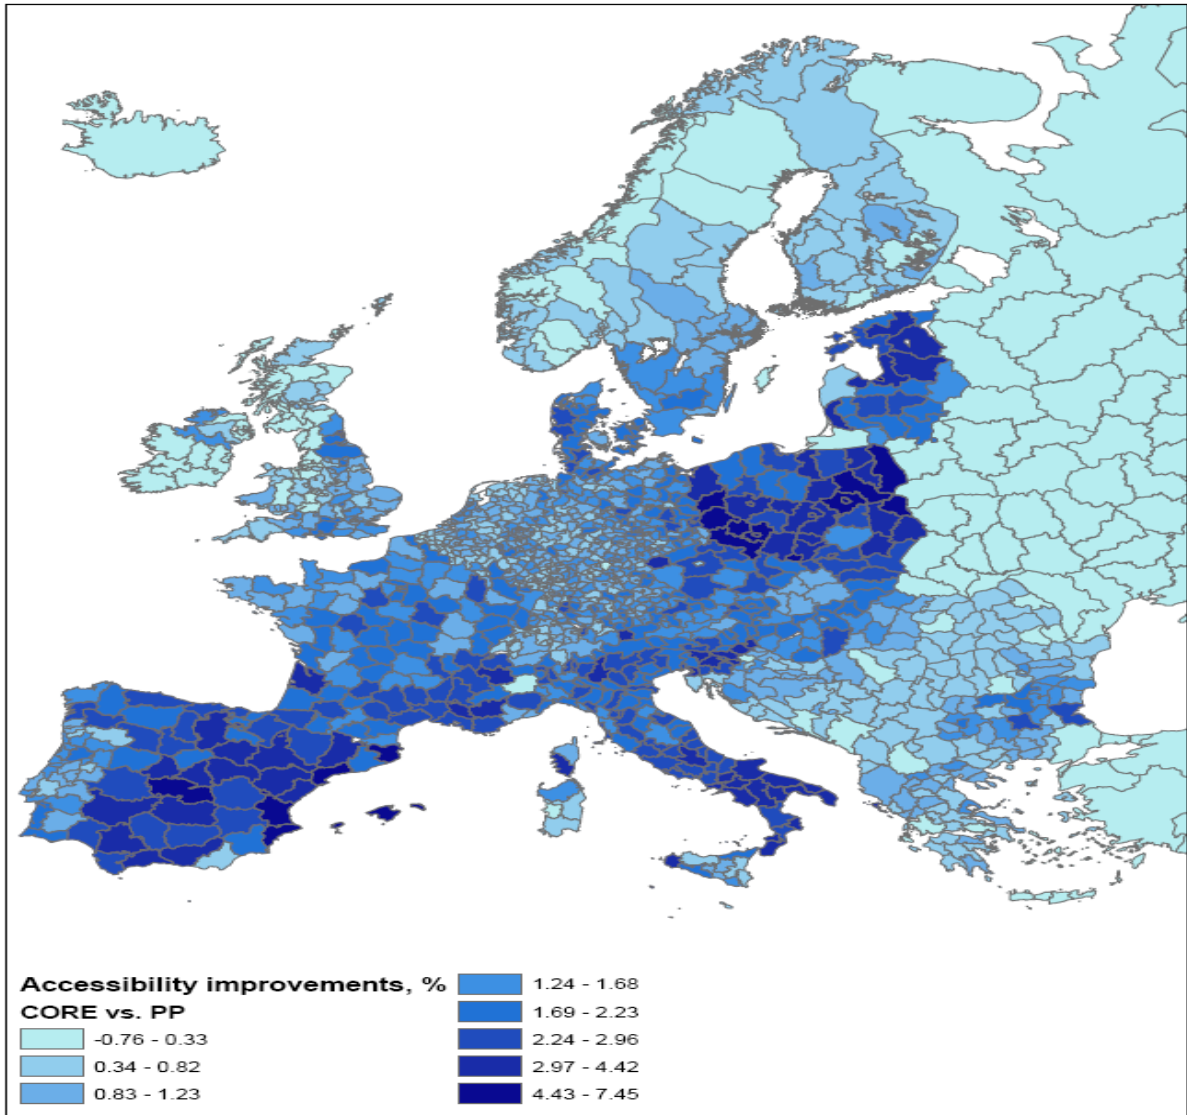 Accessibility improvements, %
CORE vs. PP
-0.76 - 0.33
0.34 - 0.82
0.83 - 1.23
1.24 - 1.68
1.69 - 2.23
2.24 - 2.96
2.97 - 4.42
4.43 - 7.45